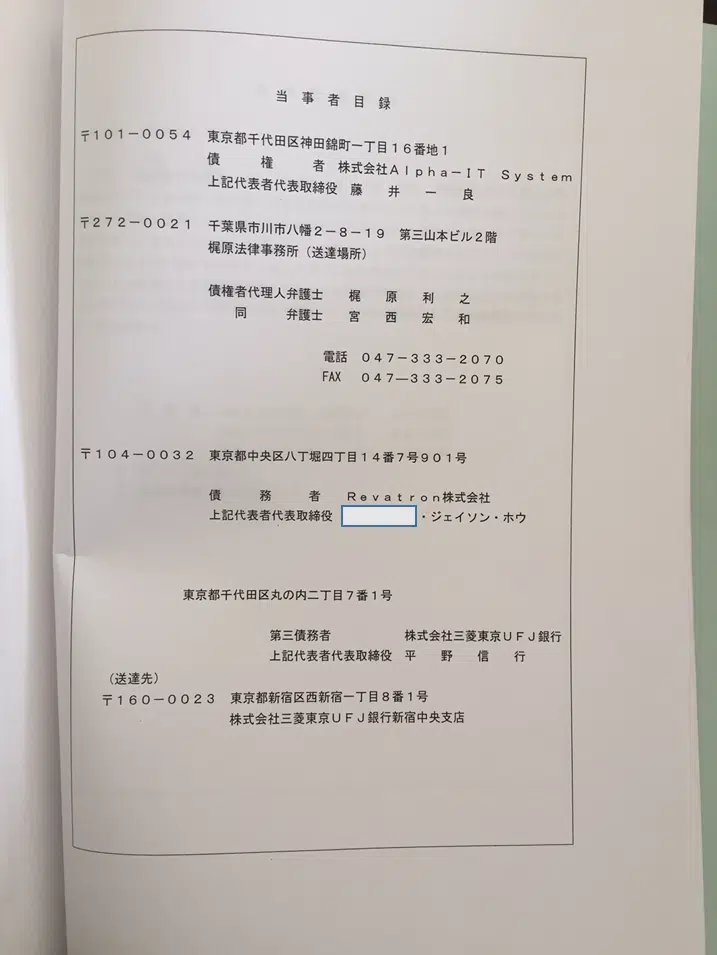 当事者目録
〒101-0054 東京都千代田区神田錦町一丁目16番地1
債権者 株式会社Alpha-IT System
上記代表者代表取締役 藤井一良
〒272-0021 千葉県市川市八幡2-8-19 第三山本ビル2階
梶原法律事務所(送達場所)
債権者代理人弁護士 梶原利之
同 弁護士 宮西宏和
電話 047-333-2070
FAX 047―333-2075
〒104-0032 東京都中央区八丁堀四丁目14番7号901号
債務者 Revatron株式会社
上記代表者代表取締役 ・ジェイソン・ホウ
東京都千代田区丸の内二丁目7番1号
第三債務者 株式会社三菱東京UFJ銀行
上記代表者代表取締役 平野信行
(送達先)
〒160-0023 東京都新宿区西新宿一丁目8番1号
株式会社三菱東京UFJ銀行新宿中央支店